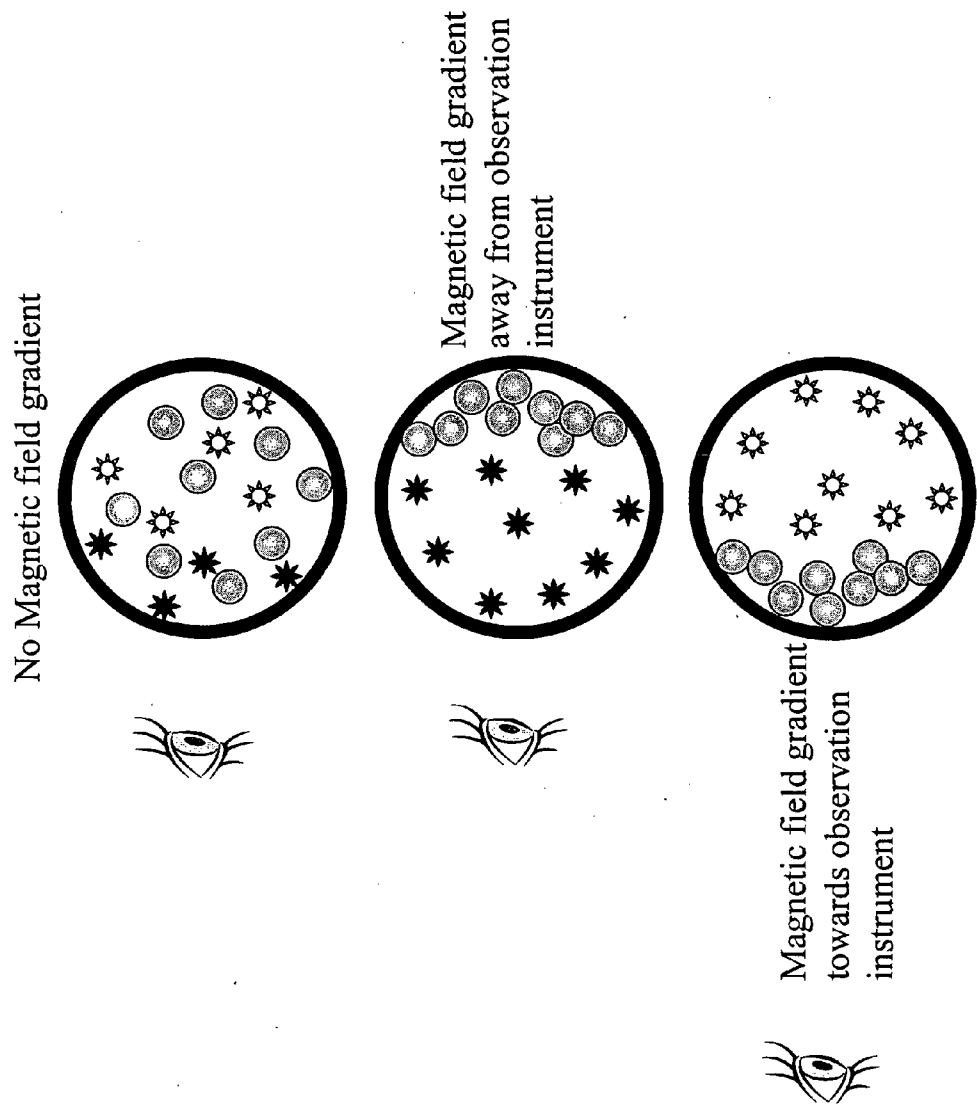 No Magnetic field gradient
Magnetic field gradient
away from observation
instrument
Magnetic field gradient
towards observation
instrument